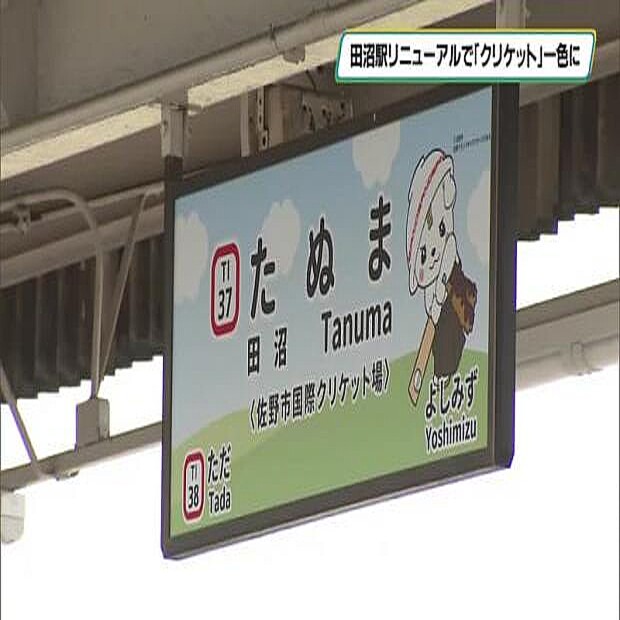 田沼駅リニューアルで「クリケット」一色に
TI
37
たぬま
田沼 Tanuma
〈佐野市国際クリケット場〉
よしみず
Yoshimizu
TI
38
ただ
Tada